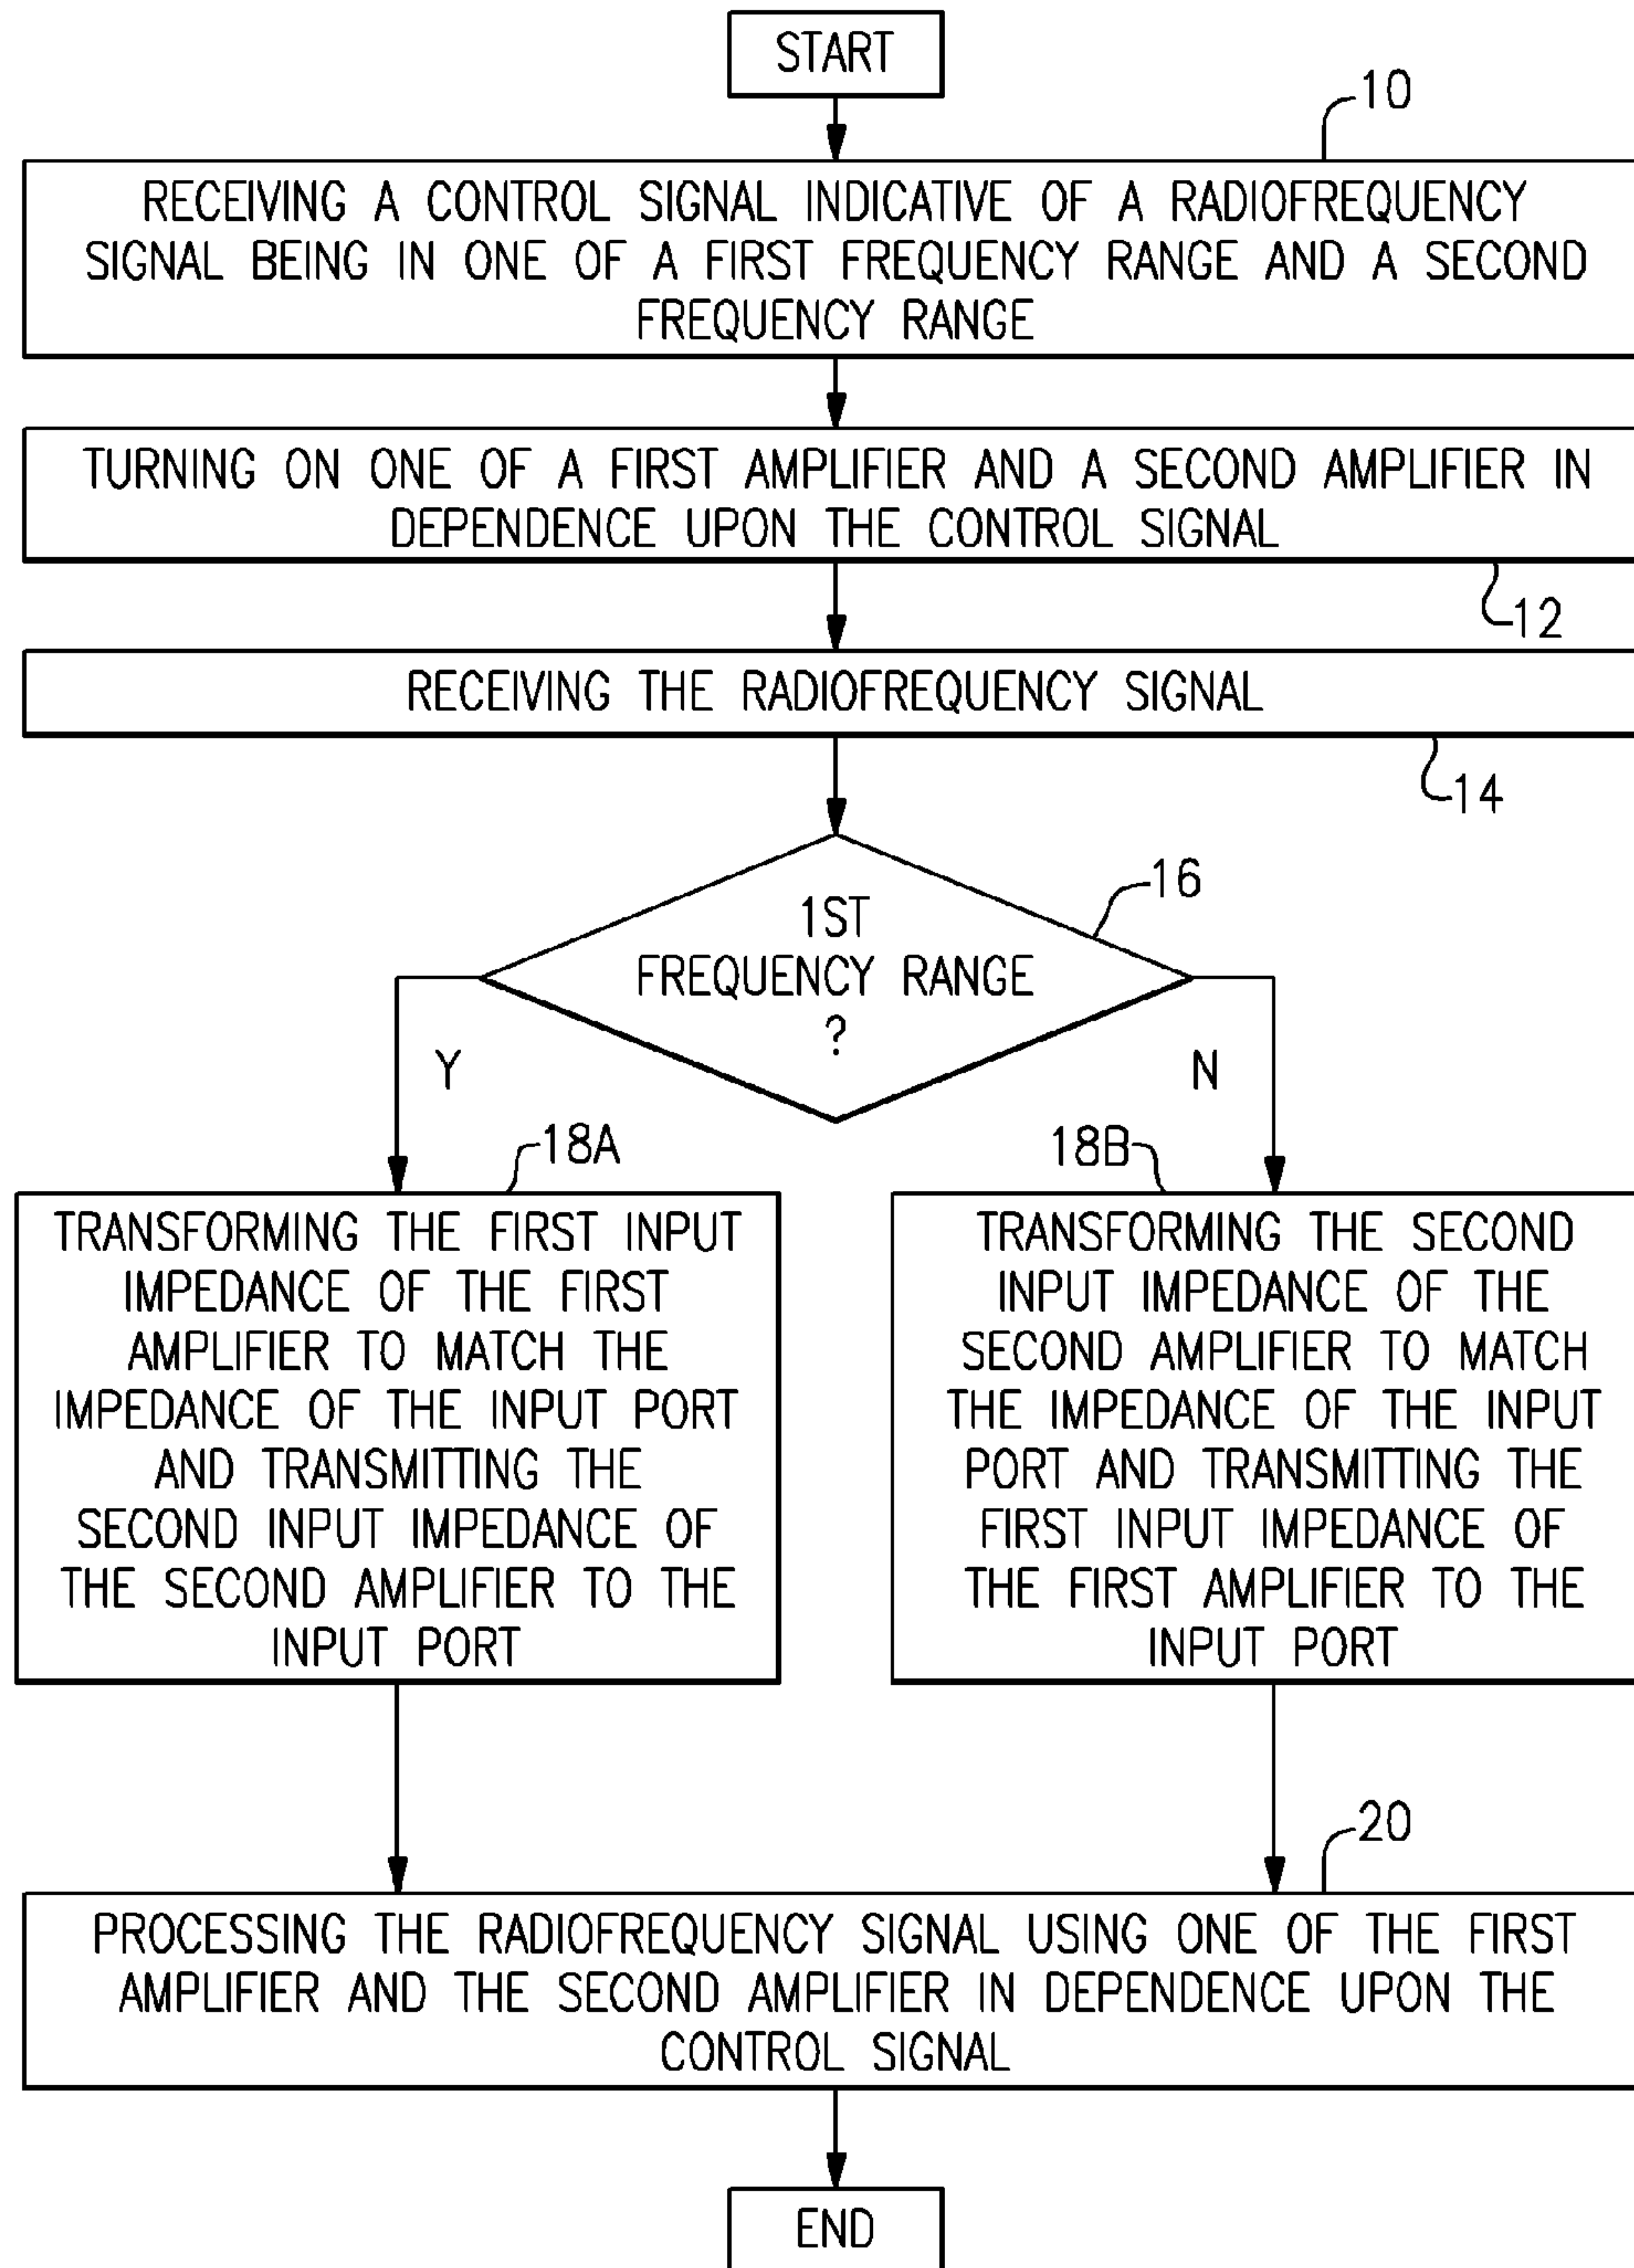 START
10
RECEIVING A CONTROL SIGNAL INDICATIVE OF A RADIOFREQUENCY
SIGNAL BEING IN ONE OF A FIRST FREQUENCY RANGE AND A SECOND
FREQUENCY RANGE
TURNING ON ONE OF A FIRST AMPLIFIER AND A SECOND AMPLIFIER IN
DEPENDENCE UPON THE CONTROL SIGNAL
12
RECEIVING THE RADIOFREQUENCY SIGNAL
14
16
1ST
FREQUENCY RANGE
?
Y
N
18A
TRANSFORMING THE FIRST INPUT
IMPEDANCE OF THE FIRST
AMPLIFIER TO MATCH THE
IMPEDANCE OF THE INPUT PORT
AND TRANSMITTING THE
SECOND INPUT IMPEDANCE OF
THE SECOND AMPLIFIER TO THE
INPUT PORT
18B
TRANSFORMING THE SECOND
INPUT IMPEDANCE OF THE
SECOND AMPLIFIER TO MATCH
THE IMPEDANCE OF THE INPUT
PORT AND TRANSMITTING THE
FIRST INPUT IMPEDANCE OF
THE FIRST AMPLIFIER TO THE
INPUT PORT
20
PROCESSING THE RADIOFREQUENCY SIGNAL USING ONE OF THE FIRST
AMPLIFIER AND THE SECOND AMPLIFIER IN DEPENDENCE UPON THE
CONTROL SIGNAL
END